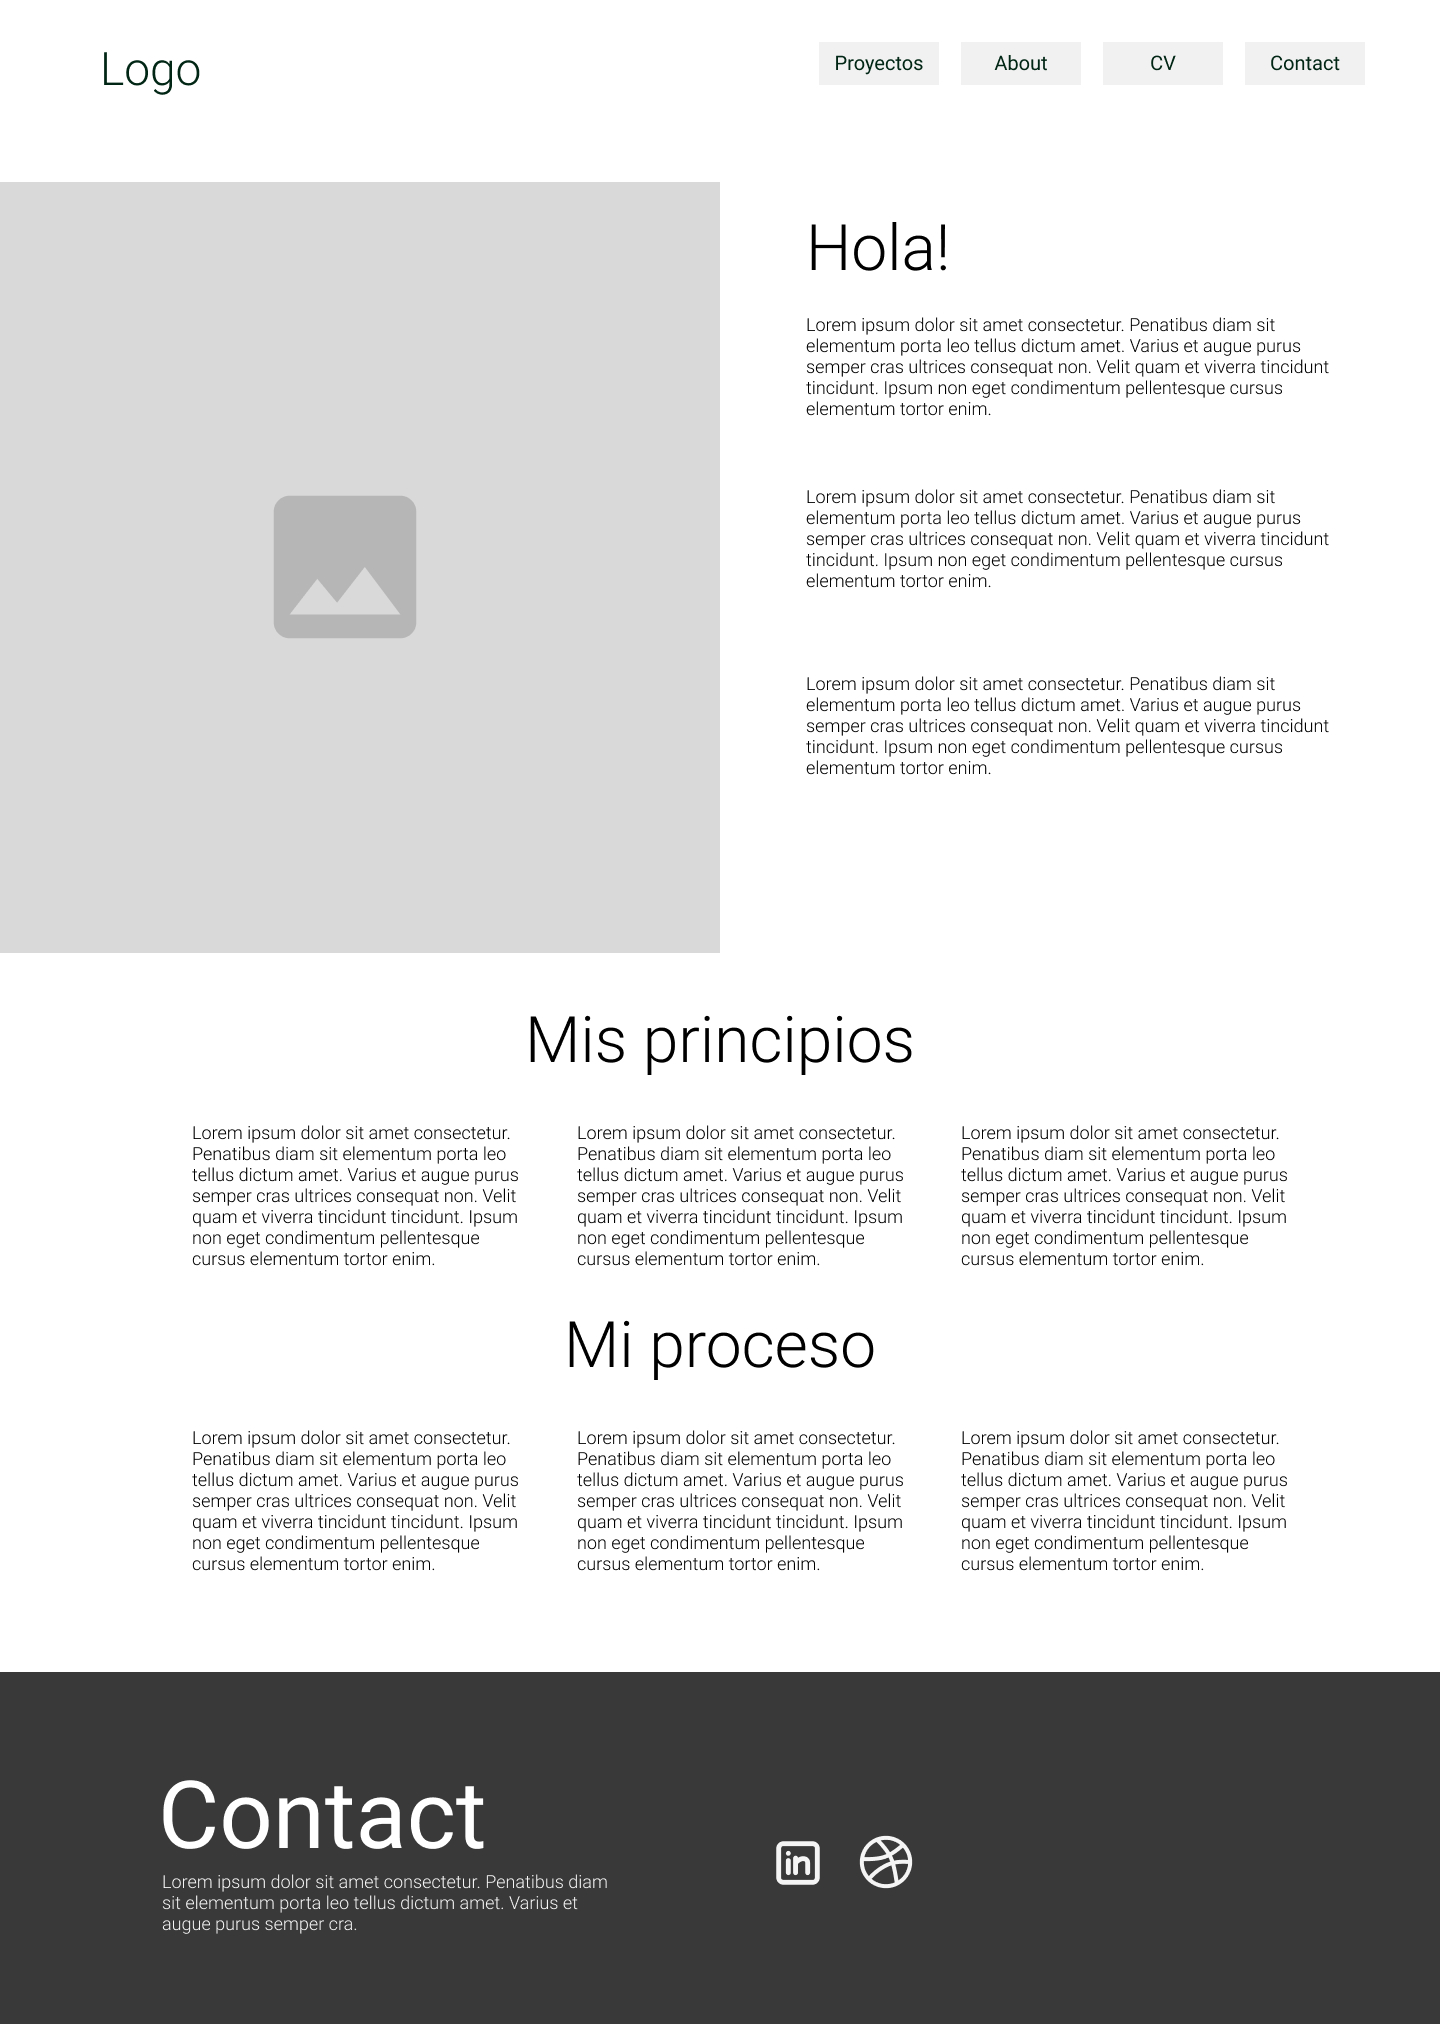 Logo
Proyectos
About
CV
Contact
Hola!
Lorem ipsum dolor sit amet consectetur. Penatibus diam sit
elementum porta leo tellus dictum amet. Varius et augue purus
semper cras ultrices consequat non. Velit quam et viverra tincidunt
tincidunt. Ipsum non eget condimentum pellentesque cursus
elementum tortor enim.
Lorem ipsum dolor sit amet consectetur. Penatibus diam sit
elementum porta leo tellus dictum amet. Varius et augue purus
semper cras ultrices consequat non. Velit quam et viverra tincidunt
tincidunt. Ipsum non eget condimentum pellentesque cursus
elementum tortor enim.
Lorem ipsum dolor sit amet consectetur. Penatibus diam sit
elementum porta leo tellus dictum amet. Varius et augue purus
semper cras ultrices consequat non. Velit quam et viverra tincidunt
tincidunt. Ipsum non eget condimentum pellentesque cursus
elementum tortor enim.
Mis principios
Lorem ipsum dolor sit amet consectetur.
Penatibus diam sit elementum porta leo
tellus dictum amet. Varius et augue purus
semper cras ultrices consequat non. Velit
quam et viverra tincidunt tincidunt. Ipsum
non eget condimentum pellentesque
cursus elementum tortor enim.
Lorem ipsum dolor sit amet consectetur.
Penatibus diam sit elementum porta leo
tellus dictum amet. Varius et augue purus
semper cras ultrices consequat non. Velit
quam et viverra tincidunt tincidunt. Ipsum
non eget condimentum pellentesque
cursus elementum tortor enim.
Lorem ipsum dolor sit amet consectetur.
Penatibus diam sit elementum porta leo
tellus dictum amet. Varius et augue purus
semper cras ultrices consequat non. Velit
quam et viverra tincidunt tincidunt. Ipsum
non eget condimentum pellentesque
cursus elementum tortor enim.
Mi proceso
Lorem ipsum dolor sit amet consectetur.
Penatibus diam sit elementum porta leo
tellus dictum amet. Varius et augue purus
semper cras ultrices consequat non. Velit
quam et viverra tincidunt tincidunt. Ipsum
non eget condimentum pellentesque
cursus elementum tortor enim.
Lorem ipsum dolor sit amet consectetur.
Penatibus diam sit elementum porta leo
tellus dictum amet. Varius et augue purus
semper cras ultrices consequat non. Velit
quam et viverra tincidunt tincidunt. Ipsum
non eget condimentum pellentesque
cursus elementum tortor enim.
Lorem ipsum dolor sit amet consectetur.
Penatibus diam sit elementum porta leo
tellus dictum amet. Varius et augue purus
semper cras ultrices consequat non. Velit
quam et viverra tincidunt tincidunt. Ipsum
non eget condimentum pellentesque
cursus elementum tortor enim.
Contact
Lorem ipsum dolor sit amet consectetur. Penatibus diam
sit elementum porta leo tellus dictum amet. Varius et
augue purus semper cra.
in